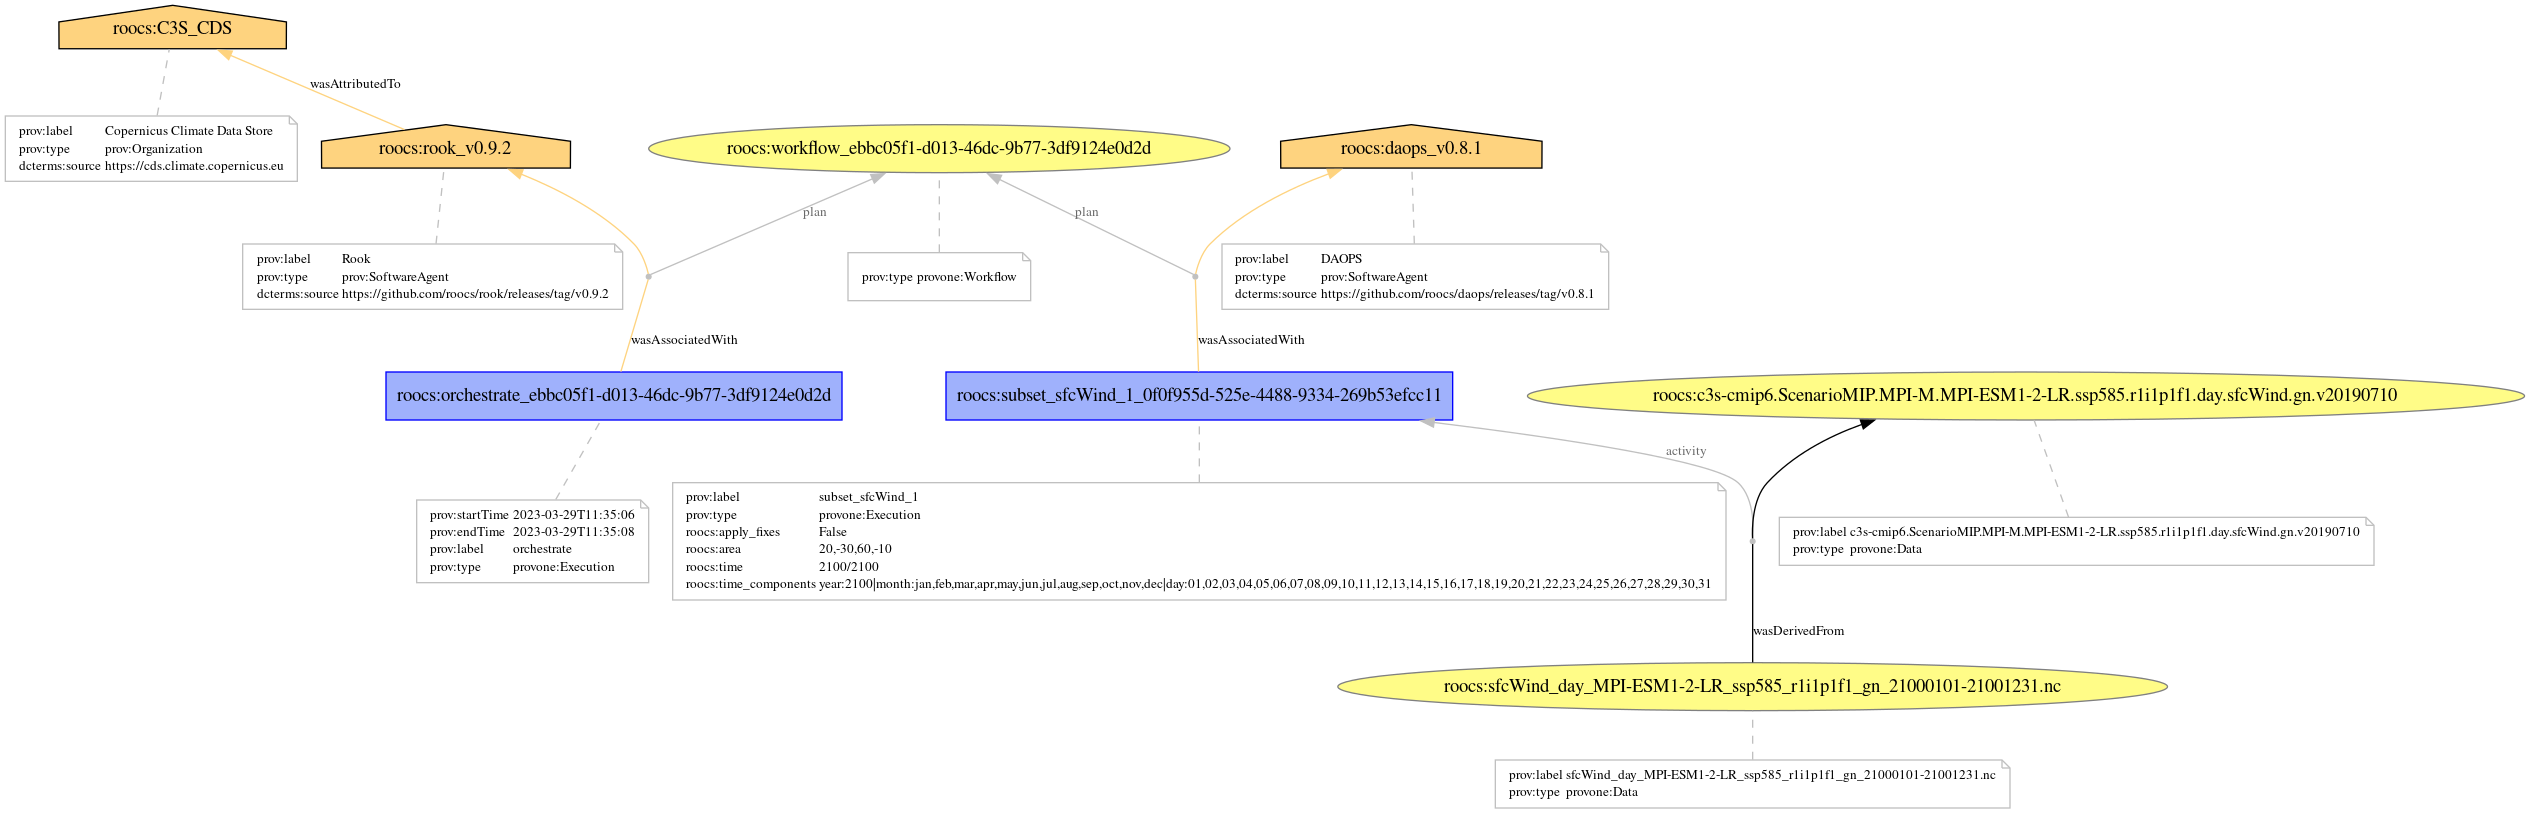 roocs:C3S_CDS
wasAttributedTo
prov:label Copernicus Climate Data Store
prov:type prov:Organization
dcterms:source https://cds.climate.copernicus.eu
roocs:rook_v0.9.2
roocs:workflow_ebbc05f1-d013-46dc-9b77-3df9124e0d2d
roocs:daops_v0.8.1
plan
plan
prov:label Rook
prov:type prov:SoftwareAgent
dcterms:source https://github.com/roocs/rook/releases/tag/v0.9.2
prov:type provone:Workflow
prov:label DAOPS
prov:type prov:SoftwareAgent
dcterms:source https://github.com/roocs/daops/releases/tag/v0.8.1
wasAssociatedWith
wasAssociatedWith
roocs:orchestrate_ebbc05f1-d013-46dc-9b77-3df9124e0d2d
roocs:subset_sfcWind_1_0f0f955d-525e-4488-9334-269b53efcc11
roocs:c3s-cmip6.ScenarioMIP.MPI-M.MPI-ESM1-2-LR.ssp585.r1i1p1f1.day.sfcWind.gn.v20190710
activity
prov:startTime 2023-03-29T11:35:06
prov:endTime 2023-03-29T11:35:08
prov:label orchestrate
prov:type provone:Execution
prov:label subset_sfcWind_1
prov:type provone:Execution
roocs:apply_fixes False
roocs:area 20,-30,60,-10
roocs:time 2100/2100
roocs:time_components year:2100|month:jan,feb,mar,apr,may,jun,jul,aug,sep,oct,nov,dec|day:01,02,03,04,05,06,07,08,09,10,11,12,13,14,15,16,17,18,19,20,21,22,23,24,25,26,27,28,29,30,31
prov:label c3s-cmip6.ScenarioMIP.MPI-M.MPI-ESM1-2-LR.ssp585.r1i1p1f1.day.sfcWind.gn.v20190710
prov:type provone:Data
wasDerivedFrom
roocs:sfcWind_day_MPI-ESM1-2-LR_ssp585_r1i1p1f1_gn_21000101-21001231.nc
prov:label sfcWind_day_MPI-ESM1-2-LR_ssp585_r1i1p1f1_gn_21000101-21001231.nc
prov:type provone:Data